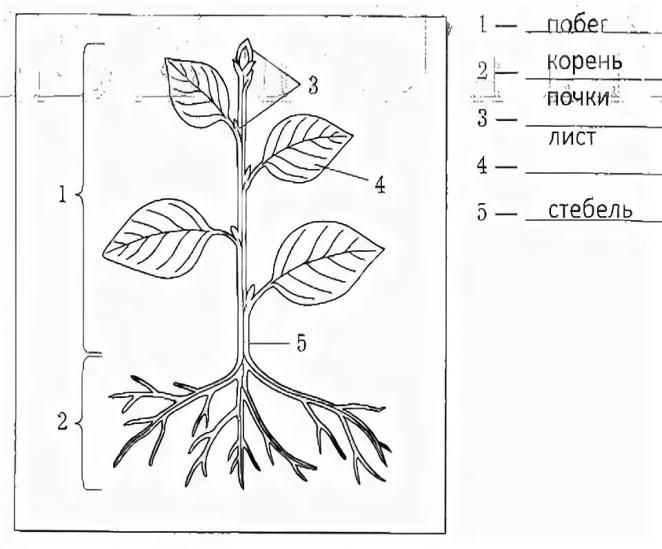 1 — побег
2 — корень
3 — почки
4 — лист
5 — стебель
3
4
1
5
2